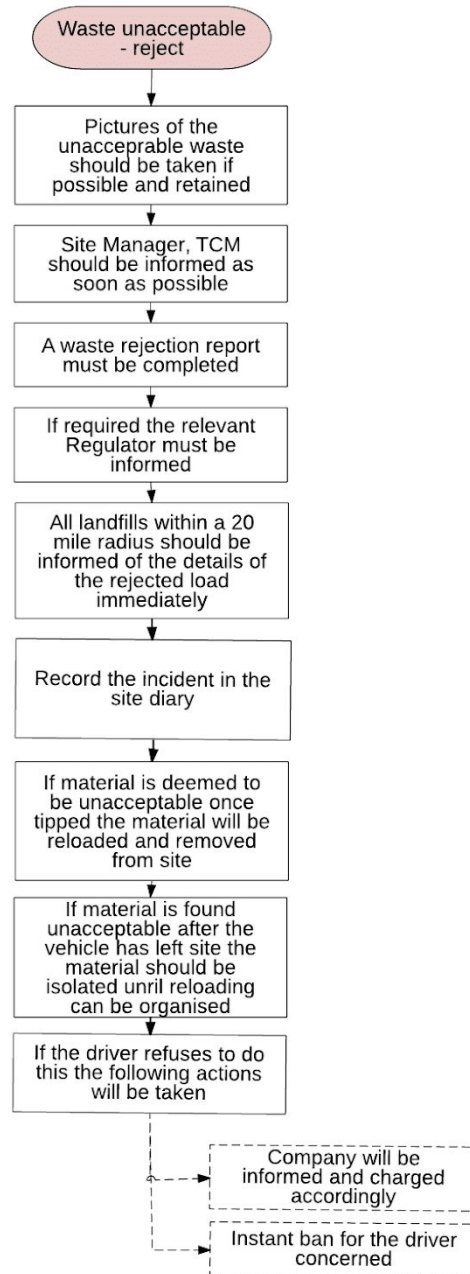 Waste unacceptable
- reject
Pictures of the
unacceprable waste
should be taken if
possible and retained
Site Manager, TCM
should be informed as
soon as possible
A waste rejection report
must be completed
If required the relevant
Regulator must be
informed
All landfills within a 20
mile radius should be
informed of the details of
the rejected load
immediately
Record the incident in the
site diary
If material is deemed to
be unacceptable once
tipped the material will be
reloaded and removed
from site
If material is found
unacceptable after the
vehicle has left site the
material should be
isolated unril reloading
can be organised
If the driver refuses to do
this the following actions
will be taken
Company will be
informed and charged
accordingly
Instant ban for the driver
concerned